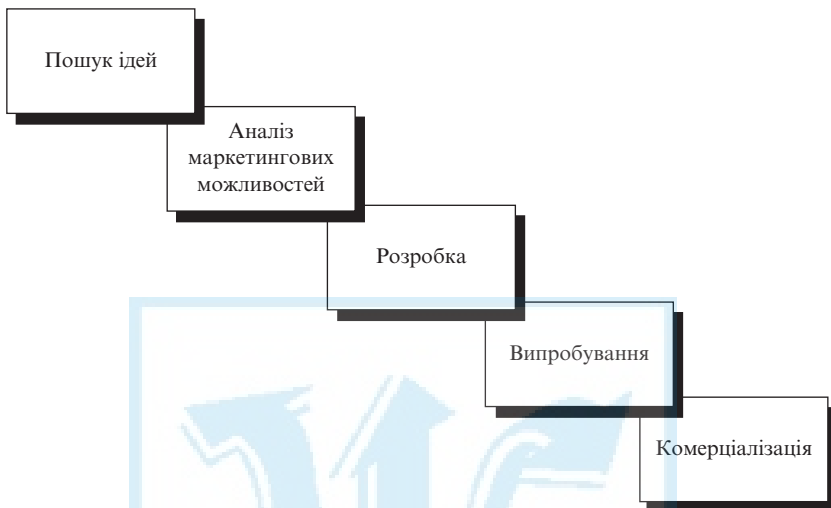 Пошук ідей
Аналіз
маркетингових
можливостей
Розробка
Випробування
Комерціалізація